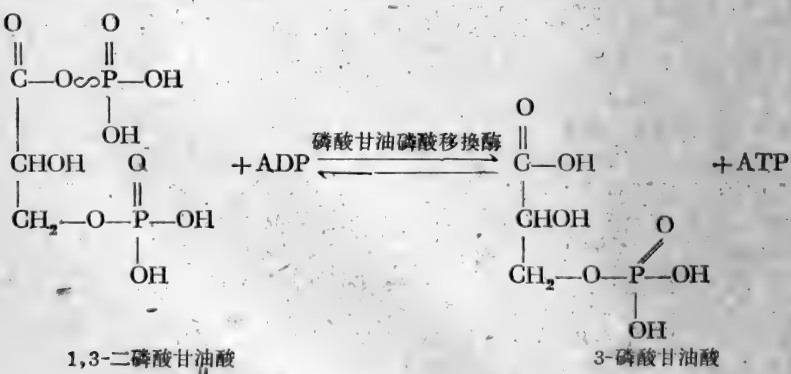 O O
C—O∽P—OH
OH
CHOH O
CH₂—O—P—OH
OH
+ADP
磷酸甘油磷酸移换酶
O
C—OH
CHOH O
CH₂—O—P—OH
OH
+ATP
1,3-二磷酸甘油酸
3-磷酸甘油酸